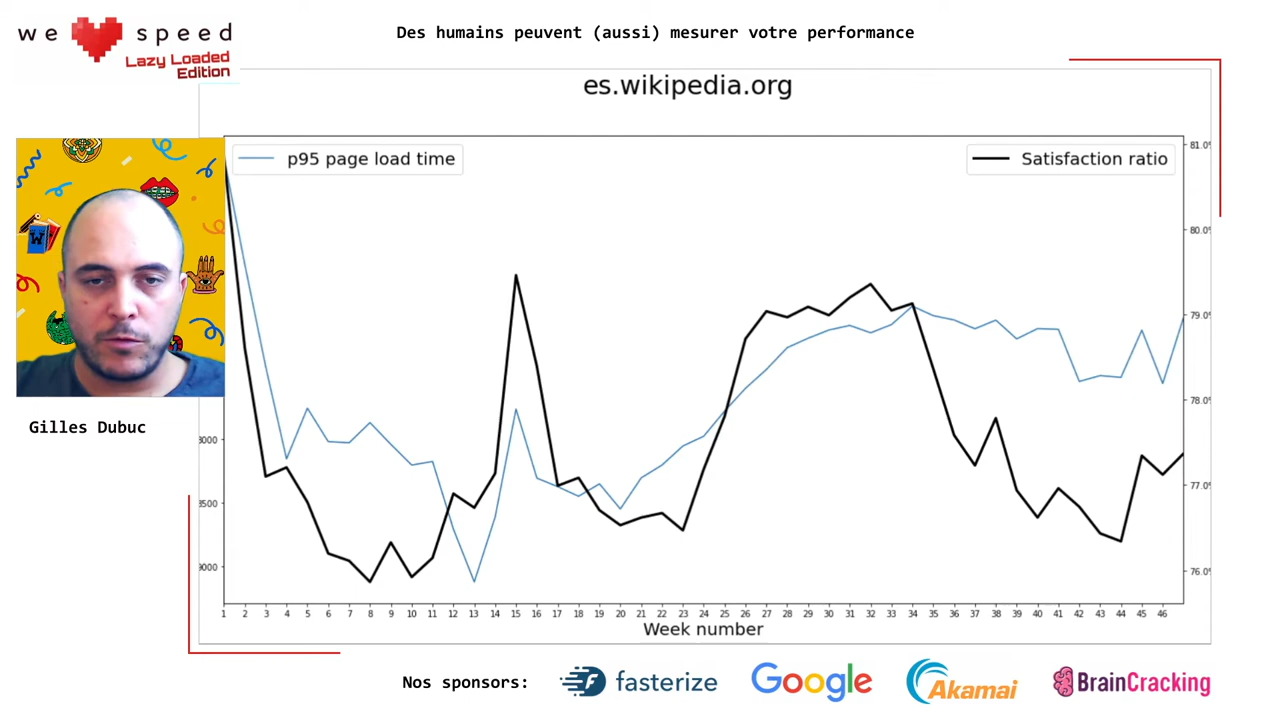 we speed
Lazy Loaded
Edition
Des humains peuvent (aussi) mesurer votre performance
es.wikipedia.org
p95 page load time
Satisfaction ratio
81.0
80.0
79.0
78.0
77.0
76.0
W
Gilles Dubuc
1 2 3 4 5 6 7 8 9 10 11 12 13 14 15 16 17 18 19 20 21 22 23 24 25 26 27 28 29 30 31 32 33 34 35 36 37 38 39 40 41 42 43 44 45 46
Week number
Nos sponsors:
fasterize
Google
Akamai
BrainCracking